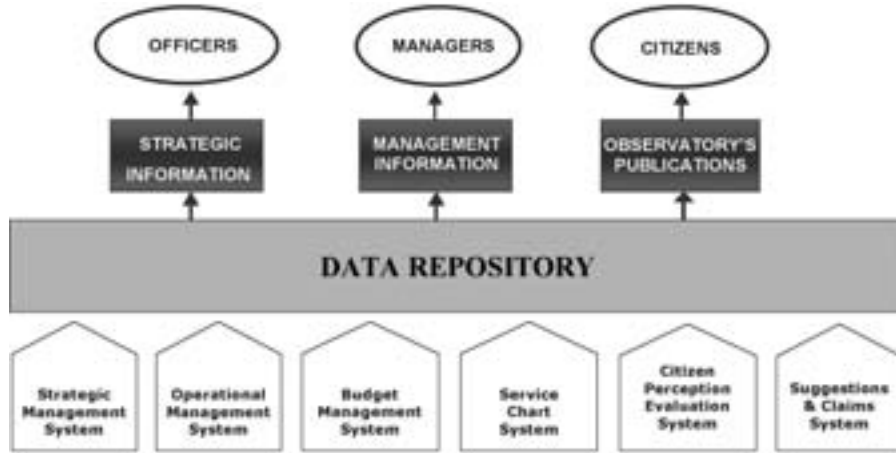 OFFICERS
MANAGERS
CITIZENS
STRATEGIC
INFORMATION
MANAGEMENT
INFORMATION
OBSERVATORY'S
PUBLICATIONS
DATA REPOSITORY
Strategic
Management
System
Operational
Management
System
Budget
Management
System
Service
Chart
System
Citizen
Perception
Evaluation
System
Suggestions
& Claims
System